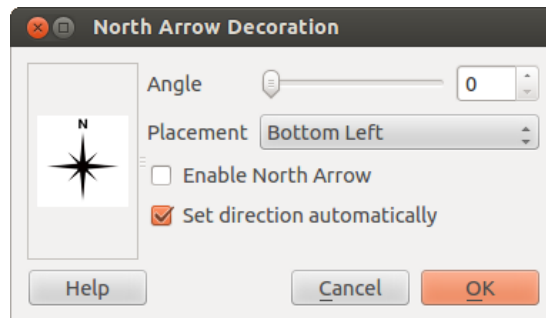 North Arrow Decoration
Angle 0
N
Placement Bottom Left
Enable North Arrow
Set direction automatically
Help Cancel OK